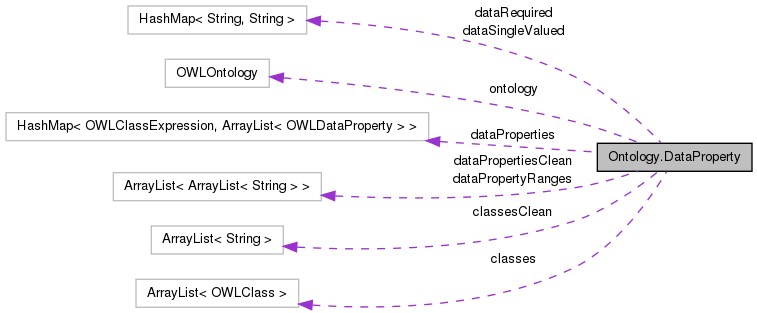 dataRequired
dataSingleValued
HashMap< String, String >
OWLOntology
ontology
HashMap< OWLClassExpression, ArrayList< OWLDataProperty > >
dataProperties
Ontology.DataProperty
dataPropertiesClean
dataPropertyRanges
ArrayList< ArrayList< String > >
classesClean
ArrayList< String >
classes
ArrayList< OWLClass >